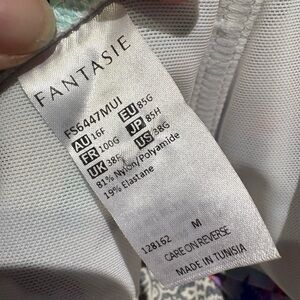 FANTASIE
FS6447MUI
AU 16F EU 85G
FR 100G JP 85H
UK 38F US 38G
81% Nylon/Polyamide
19% Elastane
128162 M
CARE ON REVERSE
MADE IN TUNISIA